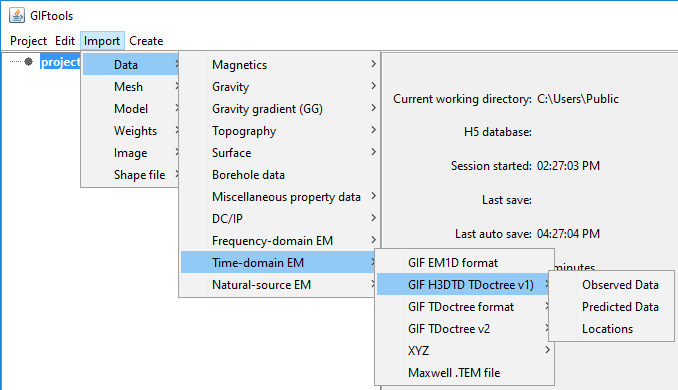 GIFtools
Project Edit Import Create
project
Data
Mesh
Model
Weights
Image
Shape file
Magnetics
Gravity
Gravity gradient (GG)
Topography
Surface
Borehole data
Miscellaneous property data
DC/IP
Frequency-domain EM
Time-domain EM
Natural-source EM
Current working directory: C:\Users\Public
H5 database:
Session started: 02:27:03 PM
Last save:
Last auto save: 04:27:04 PM
minutes
GIF EM1D format
GIF H3DTD TDoctree v1)
GIF TDoctree format
GIF TDoctree v2
XYZ
Maxwell .TEM file
Observed Data
Predicted Data
Locations